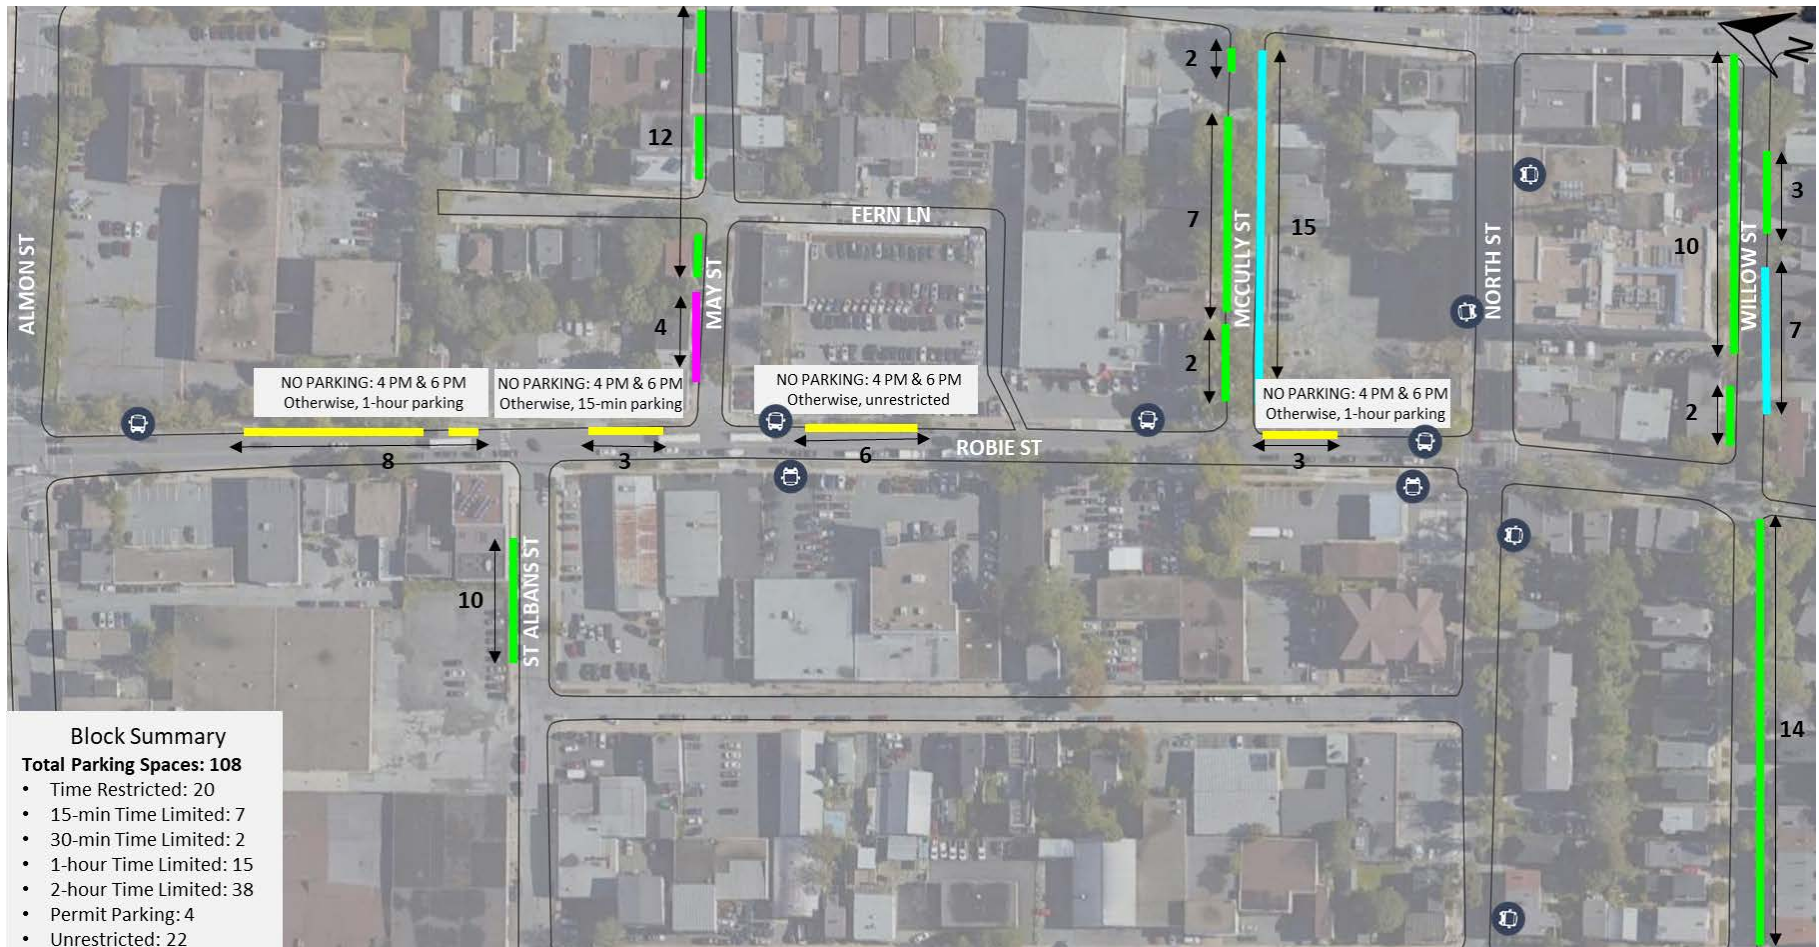 N
2
12
3
7
15
FERN LN
10
ALMON ST
MAY ST
MCCULLY ST
NORTH ST
WILLOW ST
4
7
2
NO PARKING: 4 PM & 6 PM
Otherwise, 1-hour parking
NO PARKING: 4 PM & 6 PM
Otherwise, 15-min parking
NO PARKING: 4 PM & 6 PM
Otherwise, unrestricted
NO PARKING: 4 PM & 6 PM
Otherwise, 1-hour parking
2
8
3
6
ROBIE ST
3
10
ST ALBANS ST
14
Block Summary
Total Parking Spaces: 108
• Time Restricted: 20
• 15-min Time Limited: 7
• 30-min Time Limited: 2
• 1-hour Time Limited: 15
• 2-hour Time Limited: 38
• Permit Parking: 4
• Unrestricted: 22